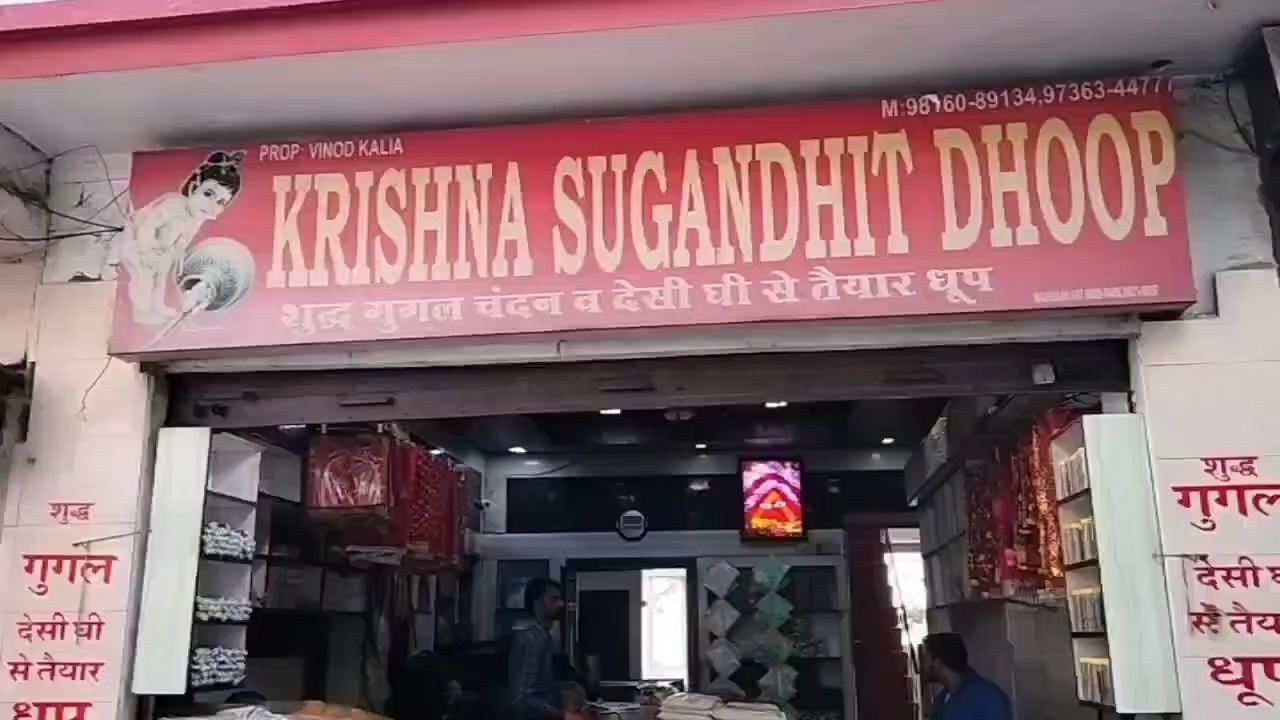 M:98160-89134,97363-44777
PROP: VINOD KALIA
KRISHNA SUGANDHIT DHOOP
शुद्ध गुगल चंदन व देसी घी से तैयार धूप
शुद्ध
गुगल
देसी घी
से तैयार
धूप
शुद्ध
गुगल
देसी
से
धूप